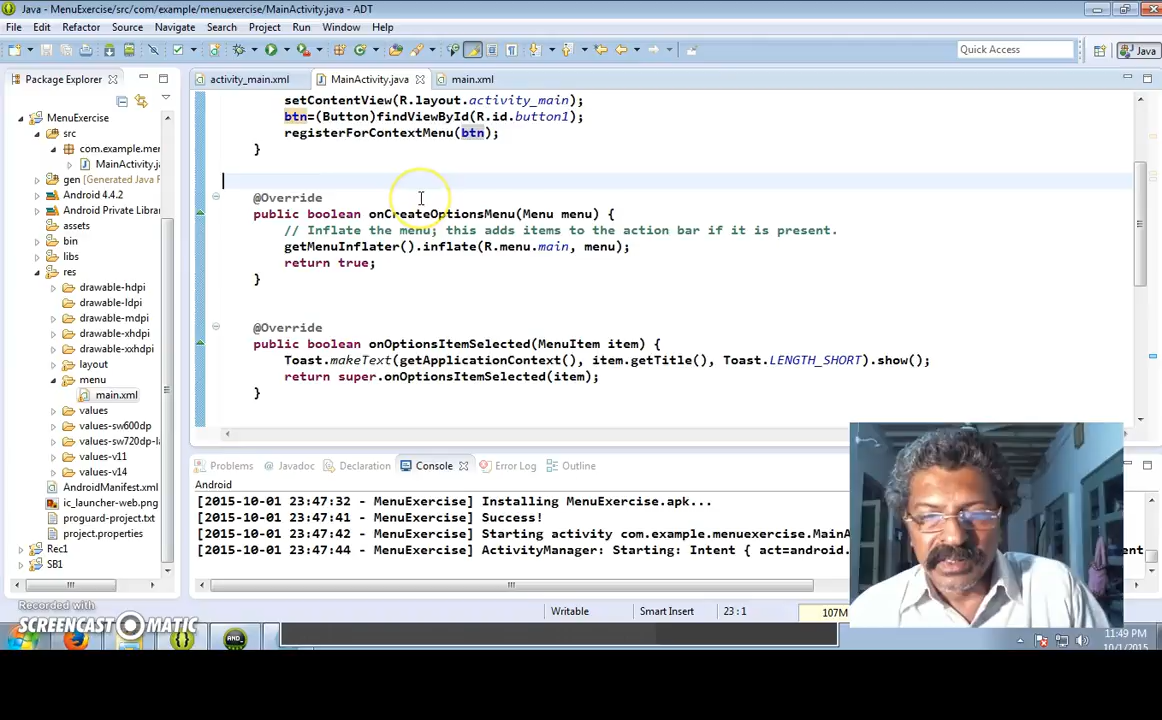 Java - MenuExercise/src/com/example/menuexercise/MainActivity.java - ADT
File Edit Refactor Source Navigate Search Project Run Window Help
Quick Access
Java
Package Explorer
activity_main.xml
MainActivity.java
main.xml
MenuExercise
src
com.example.me
MainActivity.ja
gen [Generated Java F
Android 4.4.2
Android Private Librar
assets
bin
libs
res
drawable-hdpi
drawable-ldpi
drawable-mdpi
drawable-xhdpi
drawable-xxhdpi
layout
menu
main.xml
values
values-sw600dp
values-sw720dp-la
values-v11
values-v14
AndroidManifest.xml
ic_launcher-web.png
proguard-project.txt
project.properties
Rec1
SB1
setContentView(R.layout.activity_main);
btn=(Button)findViewById(R.id.button1);
registerForContextMenu(btn);
}
@Override
public boolean onCreateOptionsMenu(Menu menu) {
// Inflate the menu; this adds items to the action bar if it is present.
getMenuInflater().inflate(R.menu.main, menu);
return true;
}
@Override
public boolean onOptionsItemSelected(MenuItem item) {
Toast.makeText(getApplicationContext(), item.getTitle(), Toast.LENGTH_SHORT).show();
return super.onOptionsItemSelected(item);
}
Problems Javadoc Declaration Console Error Log Outline
Android
[2015-10-01 23:47:32 - MenuExercise] Installing MenuExercise.apk...
[2015-10-01 23:47:41 - MenuExercise] Success!
[2015-10-01 23:47:42 - MenuExercise] Starting activity com.example.menuexercise.MainA
[2015-10-01 23:47:44 - MenuExercise] ActivityManager: Starting: Intent { act=android.
ent
Writable
Smart Insert
23 : 1
107M
Recorded with
SCREENCAST MATIC
AND_
11:49 PM
10/1/2015